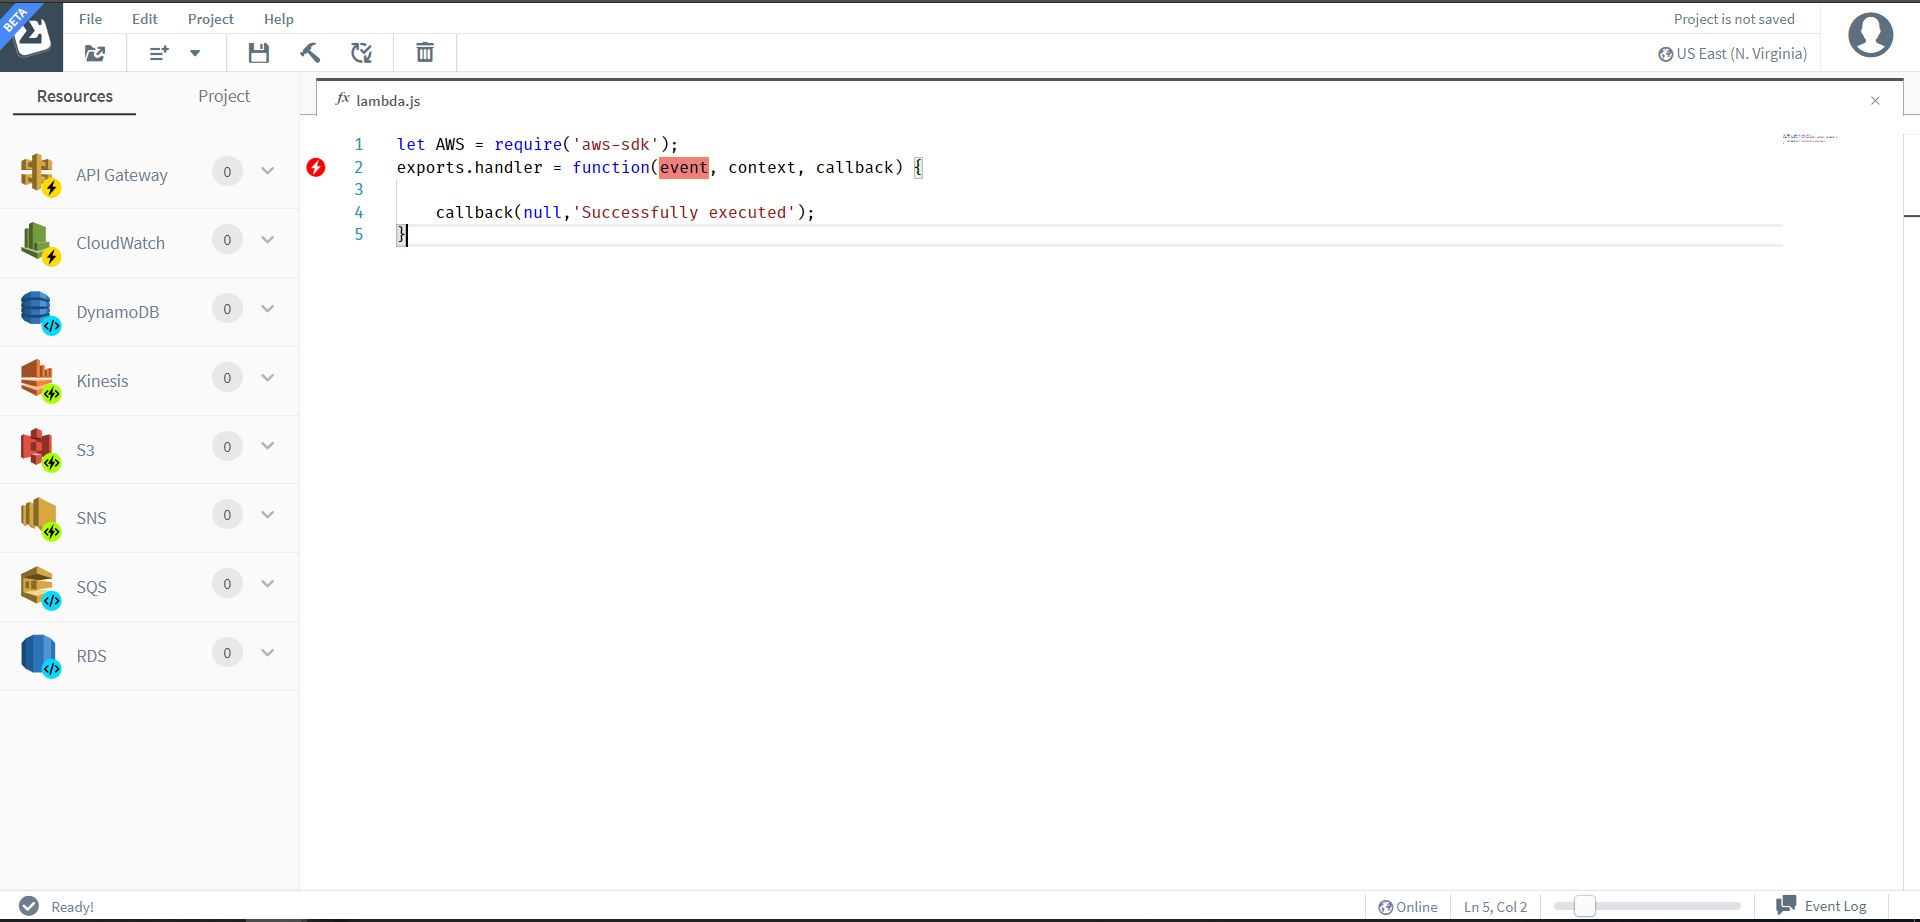 BETA
File Edit Project Help
Project is not saved
US East (N. Virginia)
Resources Project
API Gateway 0
CloudWatch 0
DynamoDB 0
Kinesis 0
S3 0
SNS 0
SQS 0
RDS 0
fx lambda.js ×
1 let AWS = require('aws-sdk');
2 exports.handler = function(event, context, callback) {
3
4 callback(null,'Successfully executed');
5 }
Ready!
Online Ln 5, Col 2 Event Log